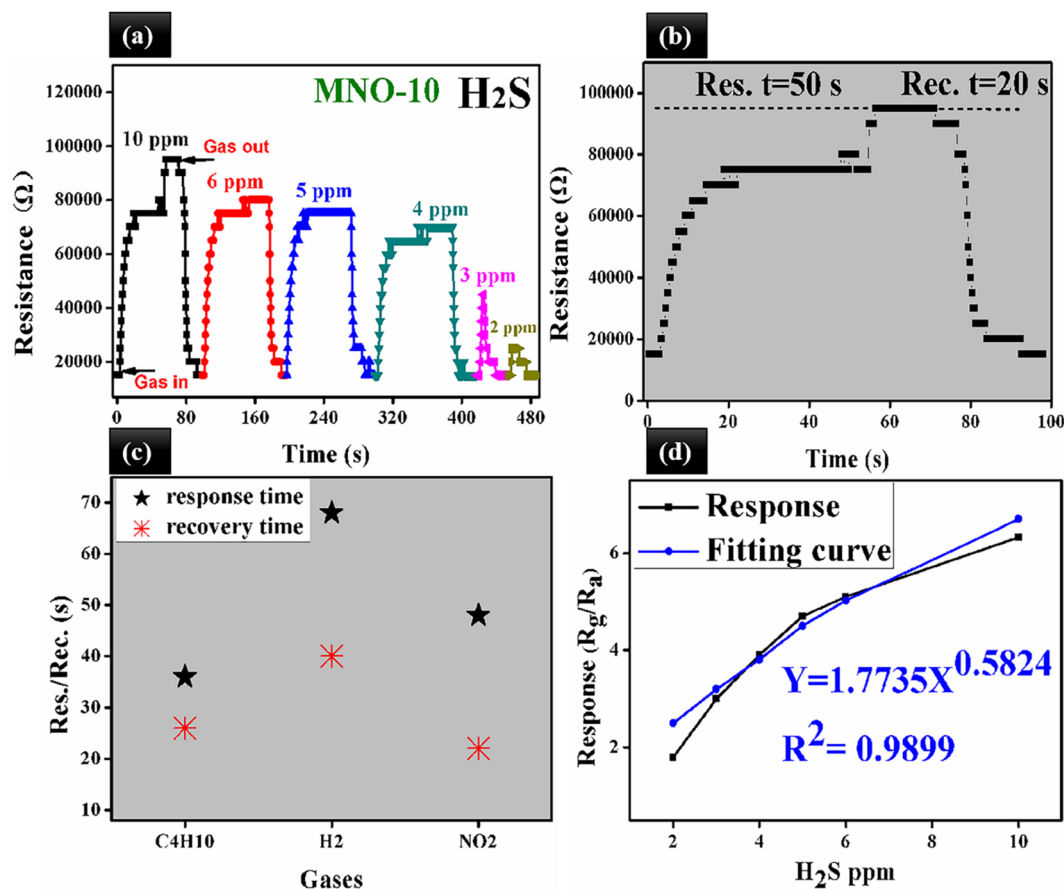 (a)
MNO-10 H2S
10 ppm
Gas out
6 ppm
5 ppm
4 ppm
3 ppm
2 ppm
Gas in
120000
100000
80000
60000
40000
20000
Resistance (Ω)
0 80 160 240 320 400 480
Time (s)
(b)
Res. t=50 s Rec. t=20 s
100000
80000
60000
40000
20000
0
Resistance (Ω)
0 20 40 60 80 100
Time (s)
(c)
response time
recovery time
70
60
50
40
30
20
10
Res./Rec. (s)
C4H10 H2 NO2
Gases
(d)
Response
Fitting curve
Y=1.7735X^0.5824
R^2= 0.9899
6
4
2
Response (Rg/Ra)
2 4 6 8 10
H2S ppm